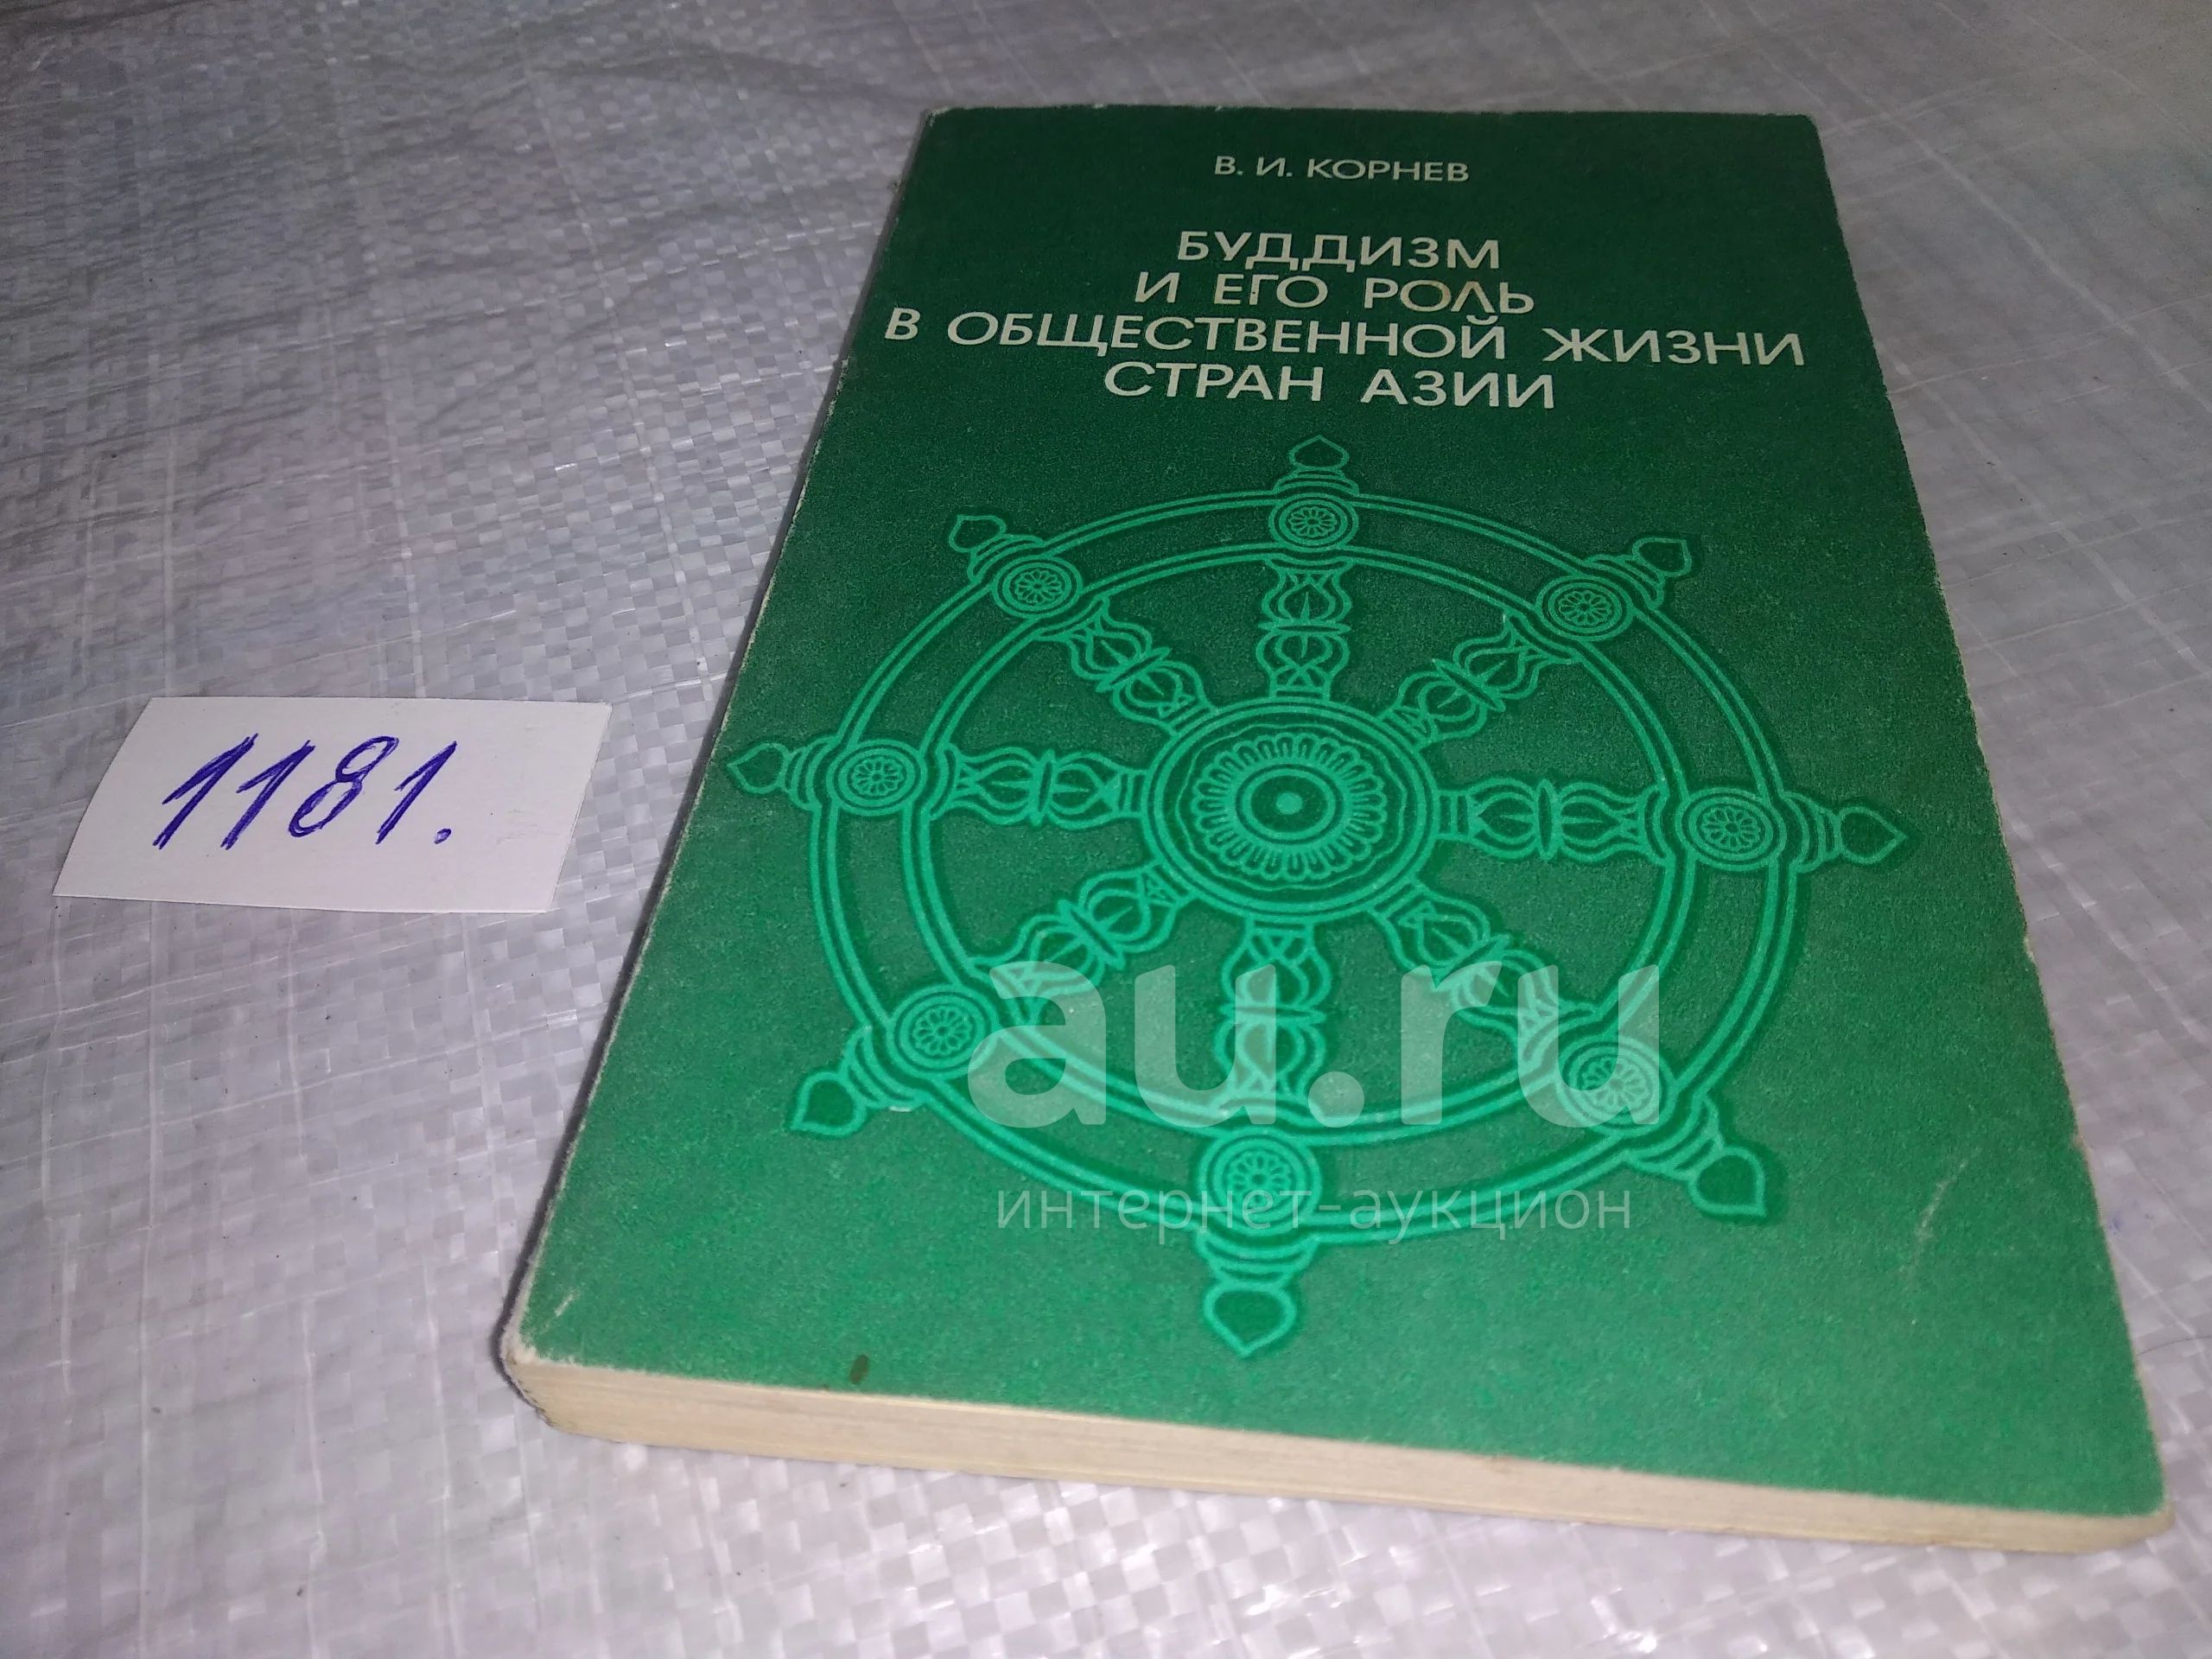 В. И. КОРНЕВ
БУДДИЗМ
И ЕГО РОЛЬ
В ОБЩЕСТВЕННОЙ ЖИЗНИ
СТРАН АЗИИ
1181.
au.ru
интернет-аукцион